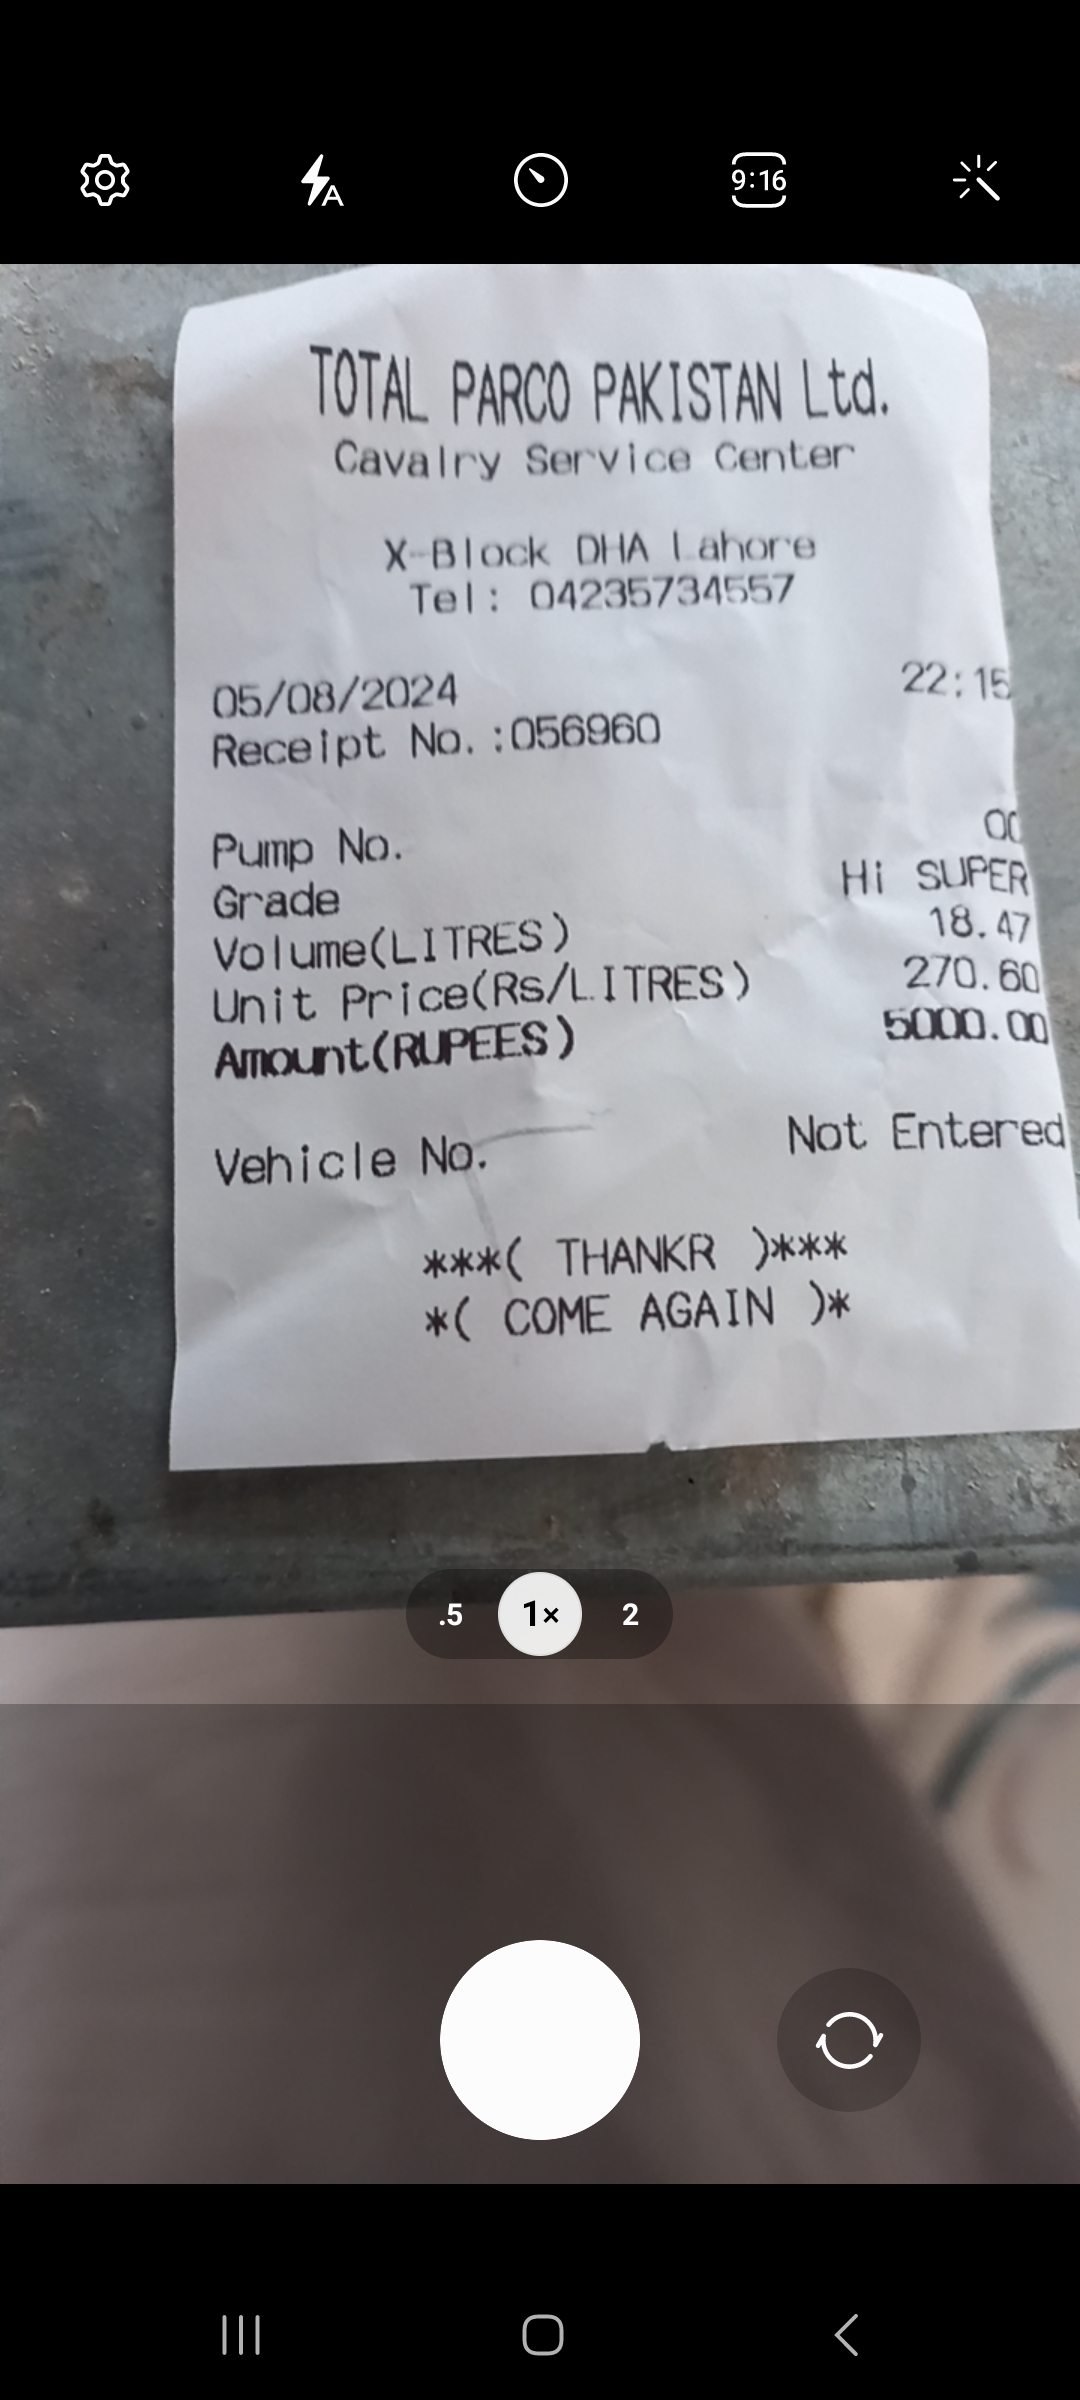 9:16
TOTAL PARCO PAKISTAN Ltd.
Cavalry Service Center
X-Block DHA Lahore
Tel: 04235734557
05/08/2024 22:15
Receipt No.:056960
Pump No.
Grade Hi SUPER
Volume(LITRES) 18.47
Unit Price(Rs/LITRES) 270.60
Amount(RUPEES) 5000.00
Vehicle No. Not Entered
***( THANKR )***
*( COME AGAIN )*
.5 1× 2